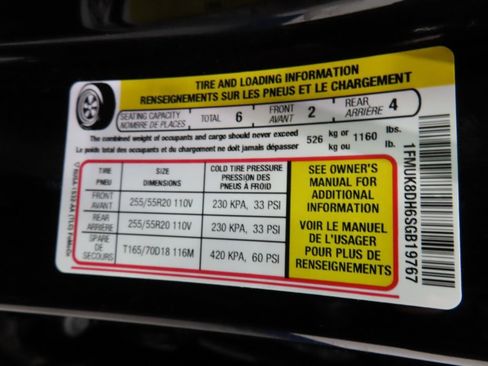 TIRE AND LOADING INFORMATION
RENSEIGNEMENTS SUR LES PNEUS ET LE CHARGEMENT
SEATING CAPACITY
NOMBRE DE PLACES
TOTAL 6
FRONT
AVANT 2
REAR
ARRIÈRE 4
The combined weight of occupants and cargo should never exceed 526 kg or 1160 lbs.
Le poids total des occupants et du chargement ne doit jamais dépasser kg ou lb.
TIRE
PNEU
SIZE
DIMENSIONS
COLD TIRE PRESSURE
PRESSION DES
PNEUS À FROID
FRONT
AVANT
255/55R20 110V
230 KPA, 33 PSI
REAR
ARRIÈRE
255/55R20 110V
230 KPA, 33 PSI
SPARE
DE
SECOURS
T165/70D18 116M
420 KPA, 60 PSI
SEE OWNER'S
MANUAL FOR
ADDITIONAL
INFORMATION
VOIR LE MANUEL
DE L'USAGER
POUR PLUS DE
RENSEIGNEMENTS
1FMUK8DH6SGB19767